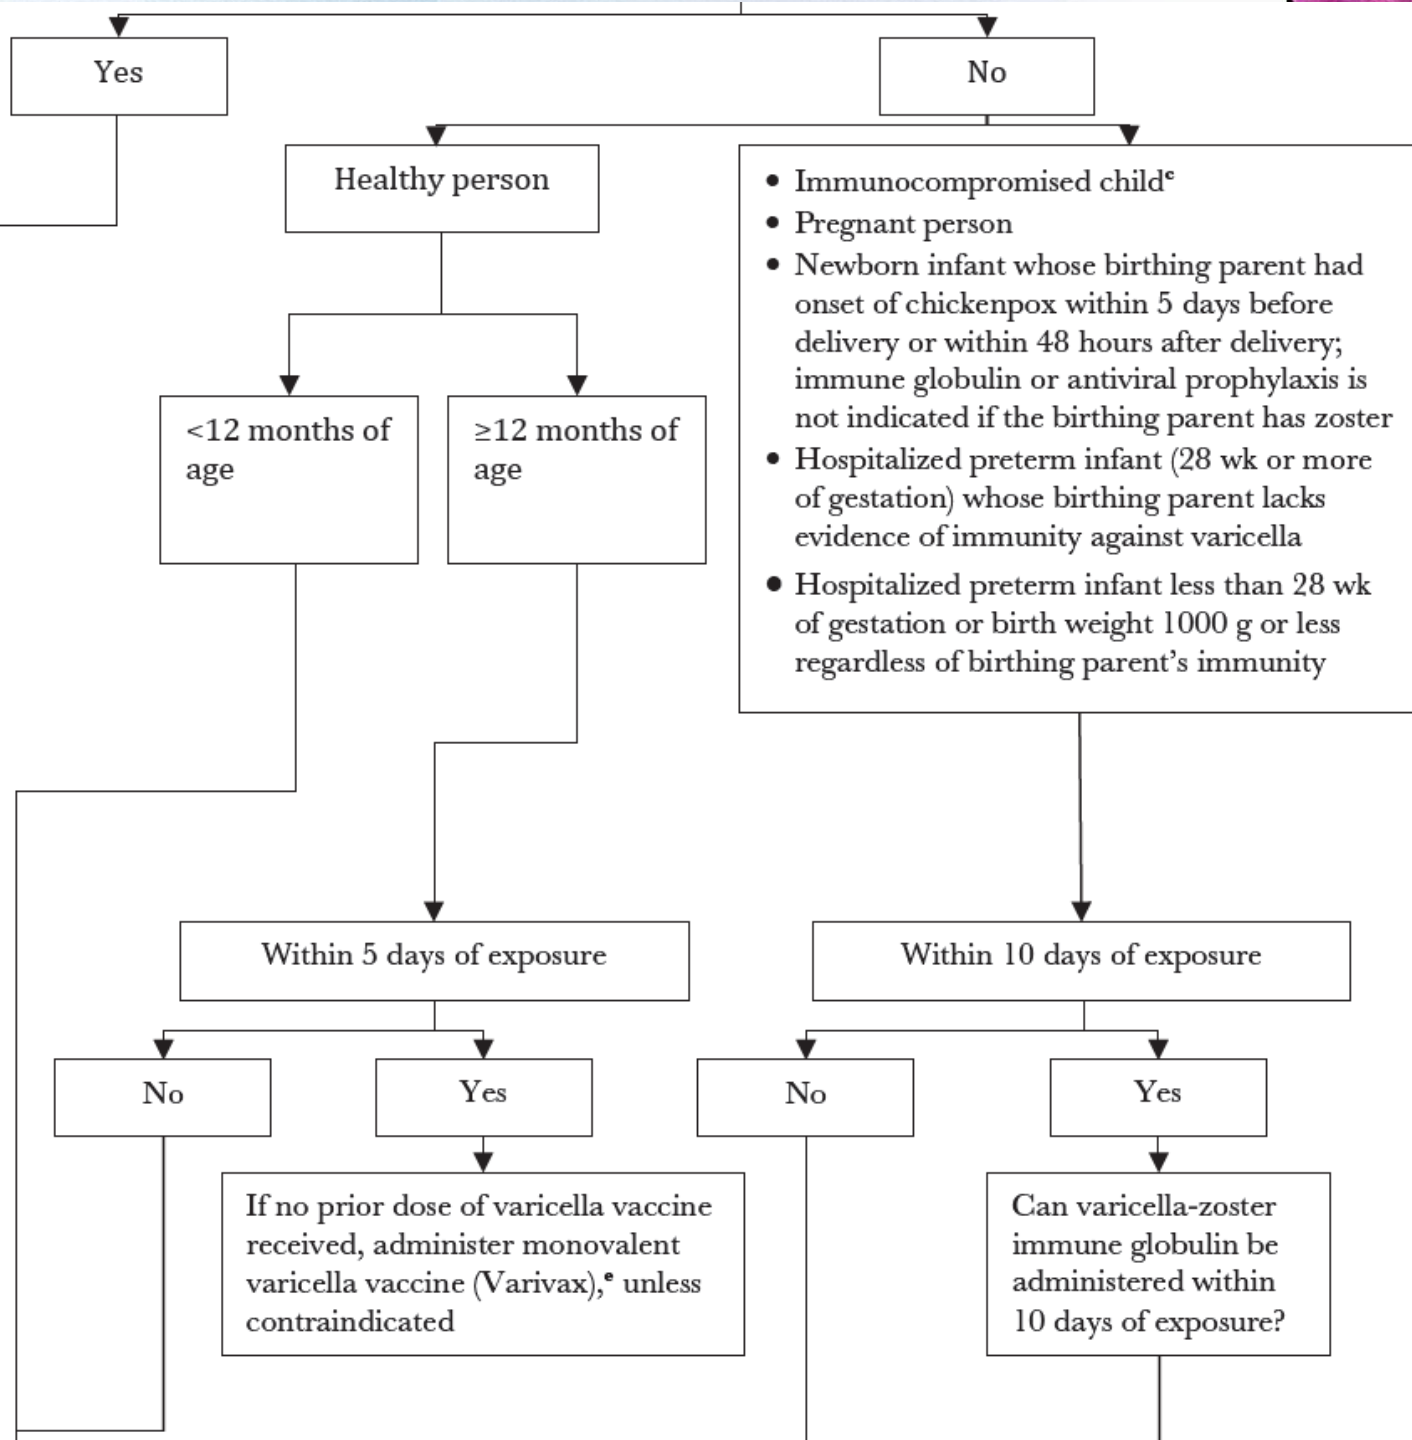 Yes
No
Healthy person
• Immunocompromised childᶜ
• Pregnant person
• Newborn infant whose birthing parent had
onset of chickenpox within 5 days before
delivery or within 48 hours after delivery;
immune globulin or antiviral prophylaxis is
not indicated if the birthing parent has zoster
• Hospitalized preterm infant (28 wk or more
of gestation) whose birthing parent lacks
evidence of immunity against varicella
• Hospitalized preterm infant less than 28 wk
of gestation or birth weight 1000 g or less
regardless of birthing parent’s immunity
<12 months of
age
≥12 months of
age
Within 5 days of exposure
Within 10 days of exposure
No
Yes
No
Yes
If no prior dose of varicella vaccine
received, administer monovalent
varicella vaccine (Varivax),ᵉ unless
contraindicated
Can varicella-zoster
immune globulin be
administered within
10 days of exposure?